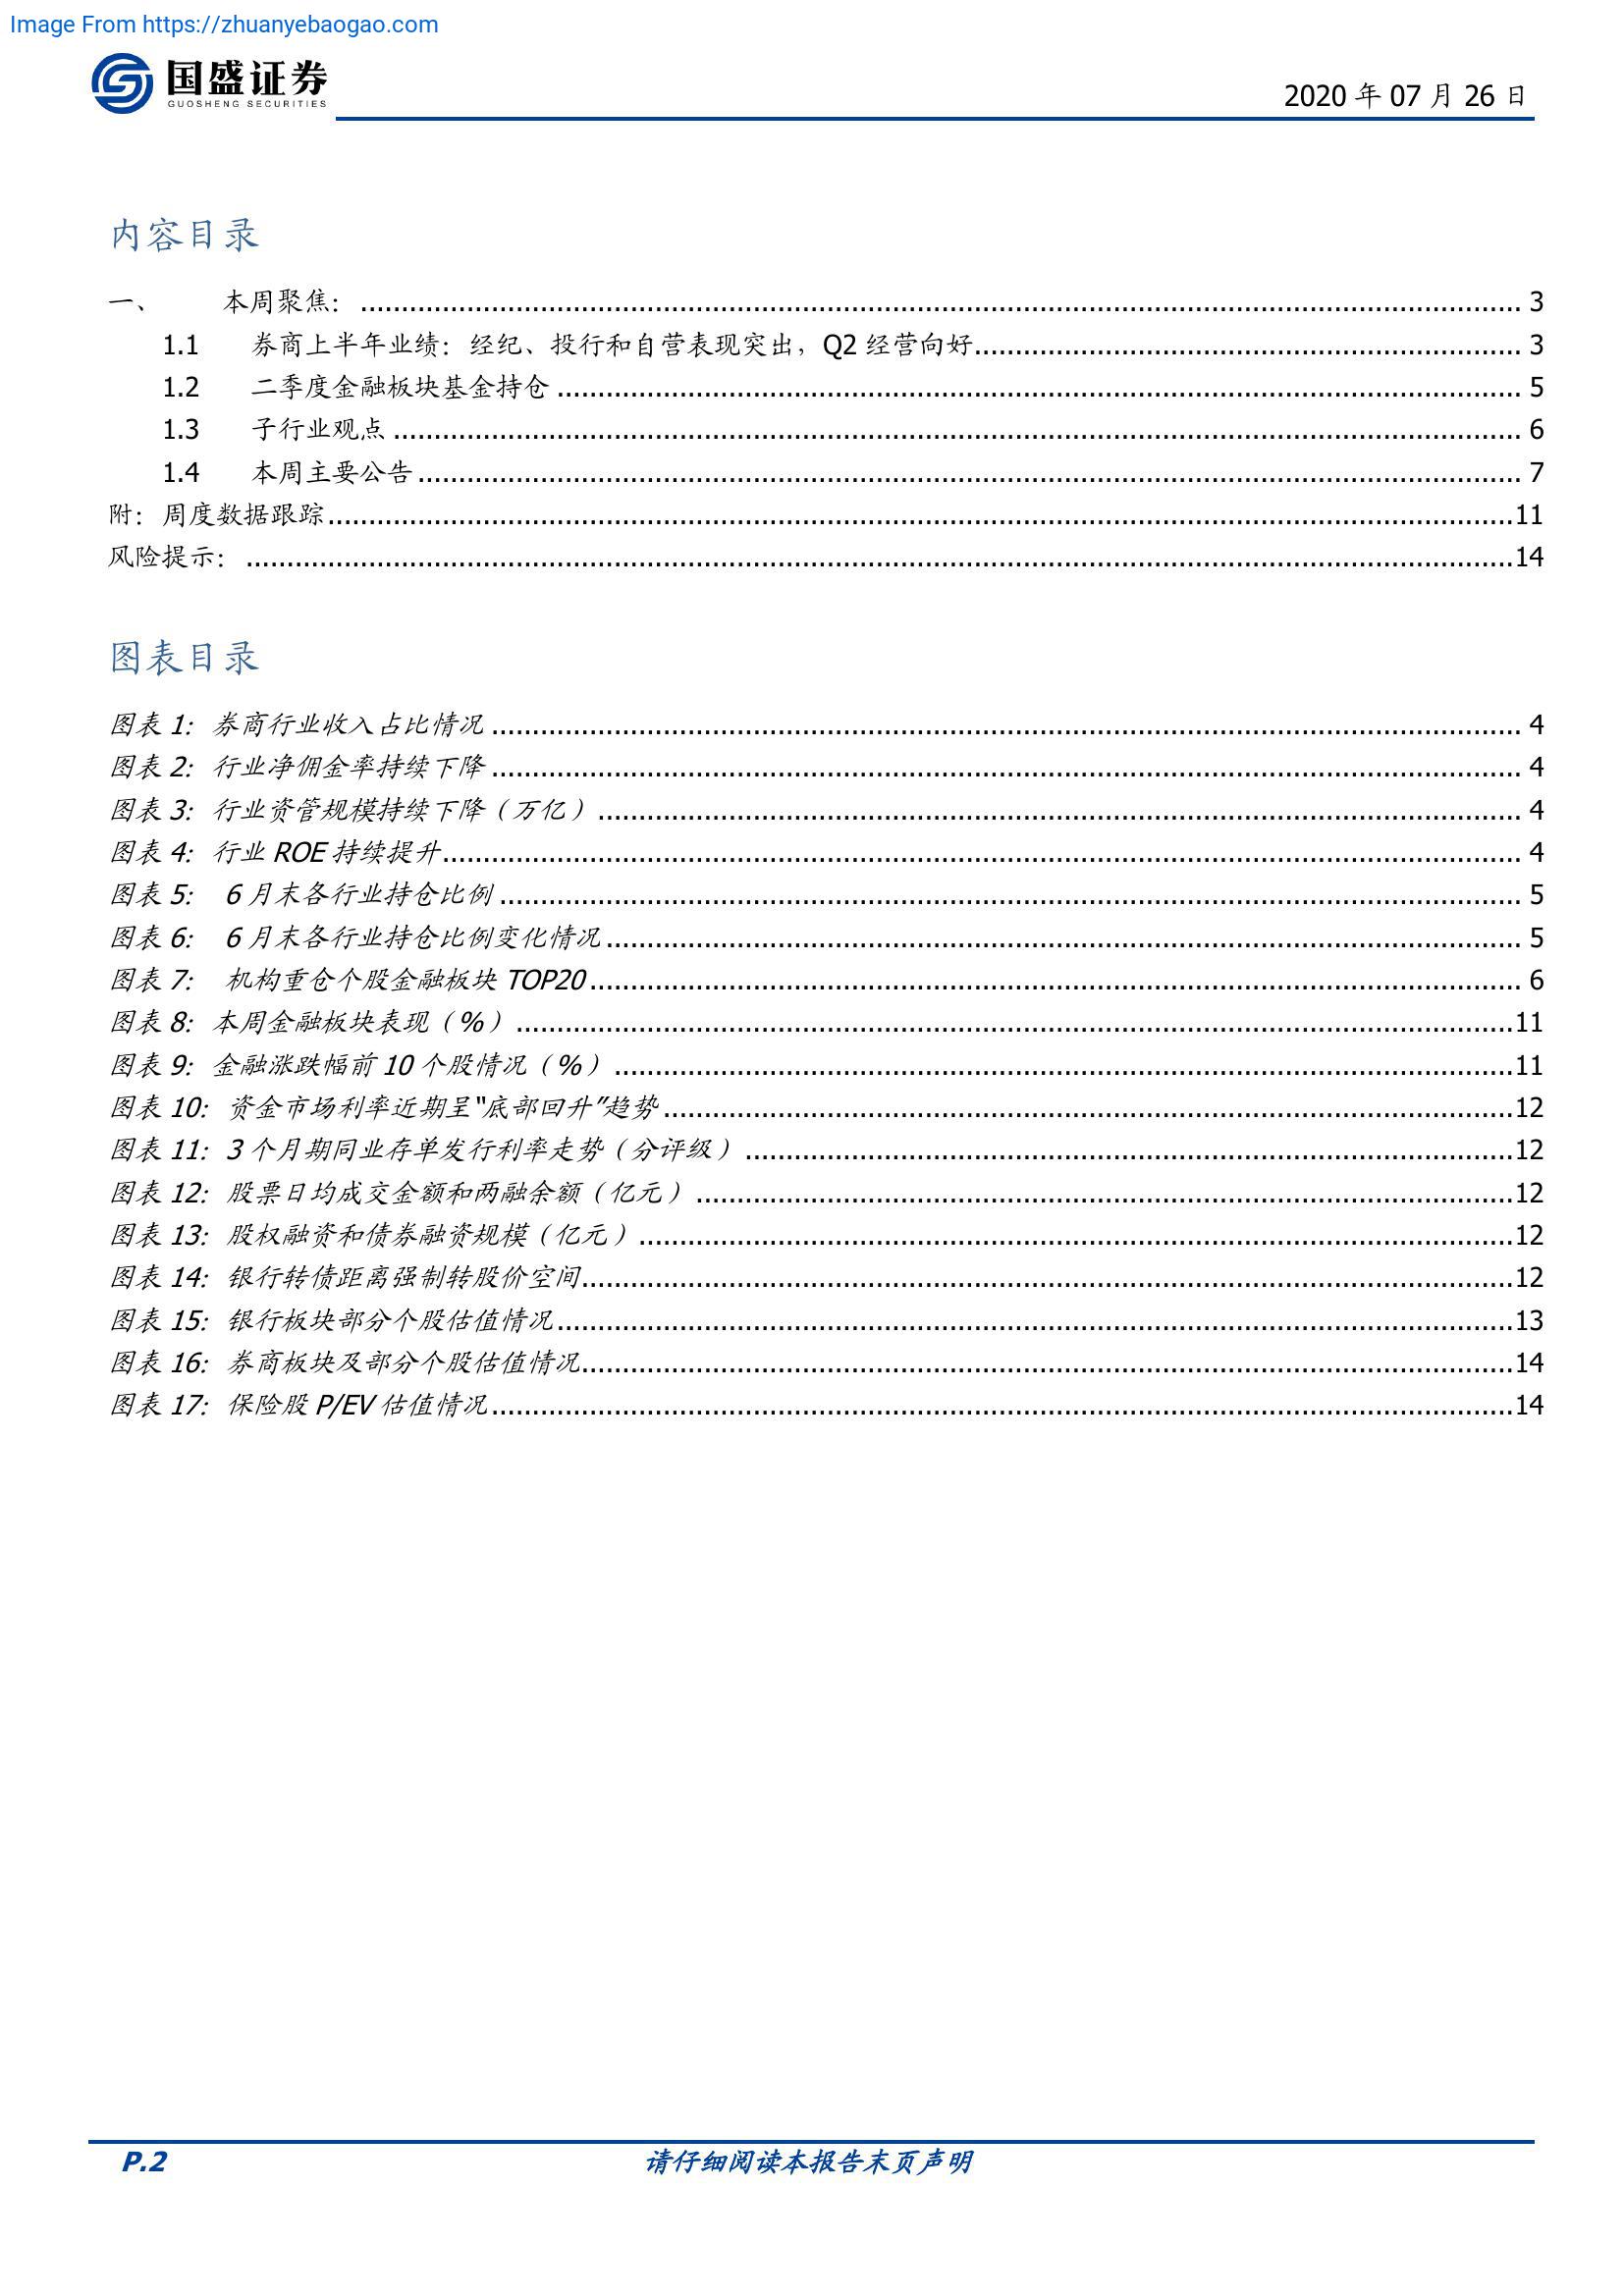 Image From https://zhuanyebaogao.com
国盛证券
GUOSHENG SECURITIES
2020 年 07 月 26 日
内容目录
一、 本周聚焦： 3
1.1 券商上半年业绩：经纪、投行和自营表现突出，Q2 经营向好 3
1.2 二季度金融板块基金持仓 5
1.3 子行业观点 6
1.4 本周主要公告 7
附：周度数据跟踪 11
风险提示： 14
图表目录
图表 1: 券商行业收入占比情况 4
图表 2: 行业净佣金率持续下降 4
图表 3: 行业资管规模持续下降（万亿） 4
图表 4: 行业 ROE 持续提升 4
图表 5: 6 月末各行业持仓比例 5
图表 6: 6 月末各行业持仓比例变化情况 5
图表 7: 机构重仓个股金融板块 TOP20 6
图表 8: 本周金融板块表现（%） 11
图表 9: 金融涨跌幅前 10 个股情况（%） 11
图表 10: 资金市场利率近期呈"底部回升"趋势 12
图表 11: 3 个月期同业存单发行利率走势（分评级） 12
图表 12: 股票日均成交金额和两融余额（亿元） 12
图表 13: 股权融资和债券融资规模（亿元） 12
图表 14: 银行转债距离强制转股价空间 12
图表 15: 银行板块部分个股估值情况 13
图表 16: 券商板块及部分个股估值情况 14
图表 17: 保险股 P/EV 估值情况 14
P.2 请仔细阅读本报告末页声明